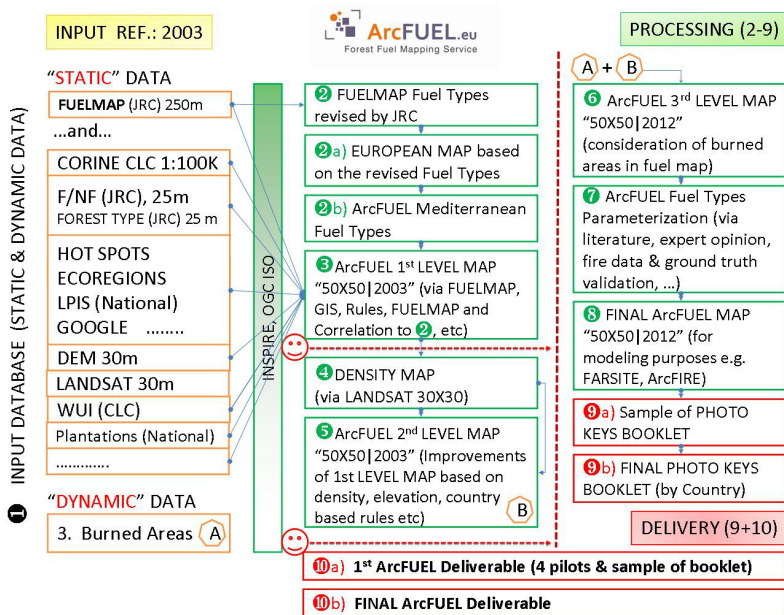 INPUT REF.: 2003
ArcFUEL.eu
Forest Fuel Mapping Service
PROCESSING (2-9)
❶ INPUT DATABASE (STATIC & DYNAMIC DATA)
“STATIC” DATA
FUELMAP (JRC) 250m
...and...
CORINE CLC 1:100K
F/NF (JRC), 25m
FOREST TYPE (JRC) 25 m
HOT SPOTS
ECOREGIONS
LPIS (National)
GOOGLE ........
DEM 30m
LANDSAT 30m
WUI (CLC)
Plantations (National)
.............
“DYNAMIC” DATA
3. Burned Areas A
INSPIRE, OGC ISO
❷ FUELMAP Fuel Types
revised by JRC
❷a) EUROPEAN MAP based
on the revised Fuel Types
❷b) ArcFUEL Mediterranean
Fuel Types
❸ ArcFUEL 1st LEVEL MAP
“50X50|2003” (via FUELMAP,
GIS, Rules, FUELMAP and
Correlation to ❷, etc)
❹ DENSITY MAP
(via LANDSAT 30X30)
❺ ArcFUEL 2nd LEVEL MAP
“50X50|2003” (Improvements
of 1st LEVEL MAP based on
density, elevation, country
based rules etc) B
A + B
❻ ArcFUEL 3rd LEVEL MAP
“50X50|2012”
(consideration of burned
areas in fuel map)
❼ ArcFUEL Fuel Types
Parameterization (via
literature, expert opinion,
fire data & ground truth
validation, ...)
❽ FINAL ArcFUEL MAP
“50X50|2012” (for
modeling purposes e.g.
FARSITE, ArcFIRE)
❾a) Sample of PHOTO
KEYS BOOKLET
❾b) FINAL PHOTO KEYS
BOOKLET (by Country)
DELIVERY (9+10)
❿a) 1st ArcFUEL Deliverable (4 pilots & sample of booklet)
❿b) FINAL ArcFUEL Deliverable